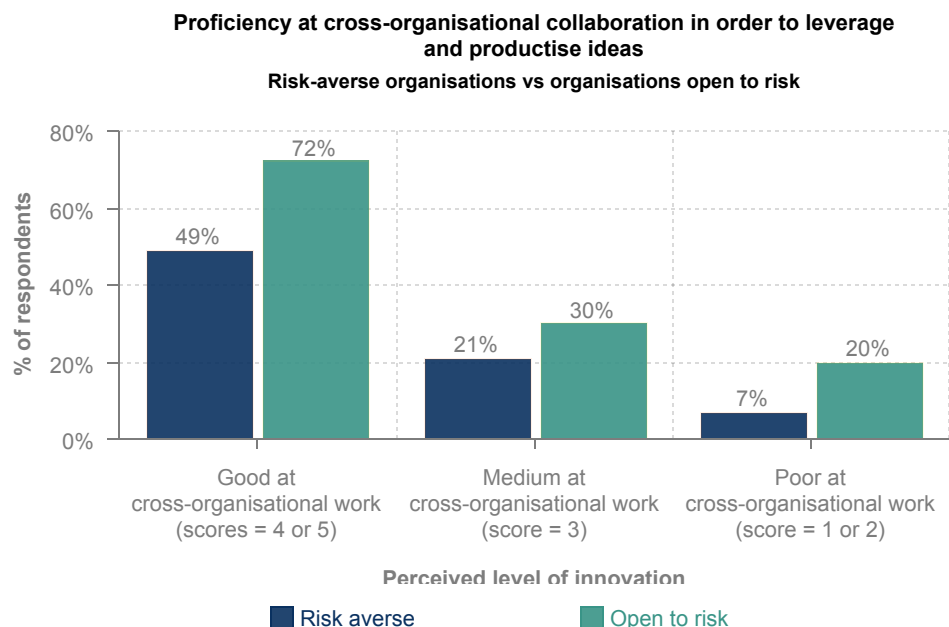 Proficiency at cross-organisational collaboration in order to leverage
and productise ideas
Risk-averse organisations vs organisations open to risk
% of respondents
80%
60%
40%
20%
0%
49%
72%
21%
30%
7%
20%
Good at
cross-organisational work
(scores = 4 or 5)
Medium at
cross-organisational work
(score = 3)
Poor at
cross-organisational work
(score = 1 or 2)
Perceived level of innovation
Risk averse
Open to risk